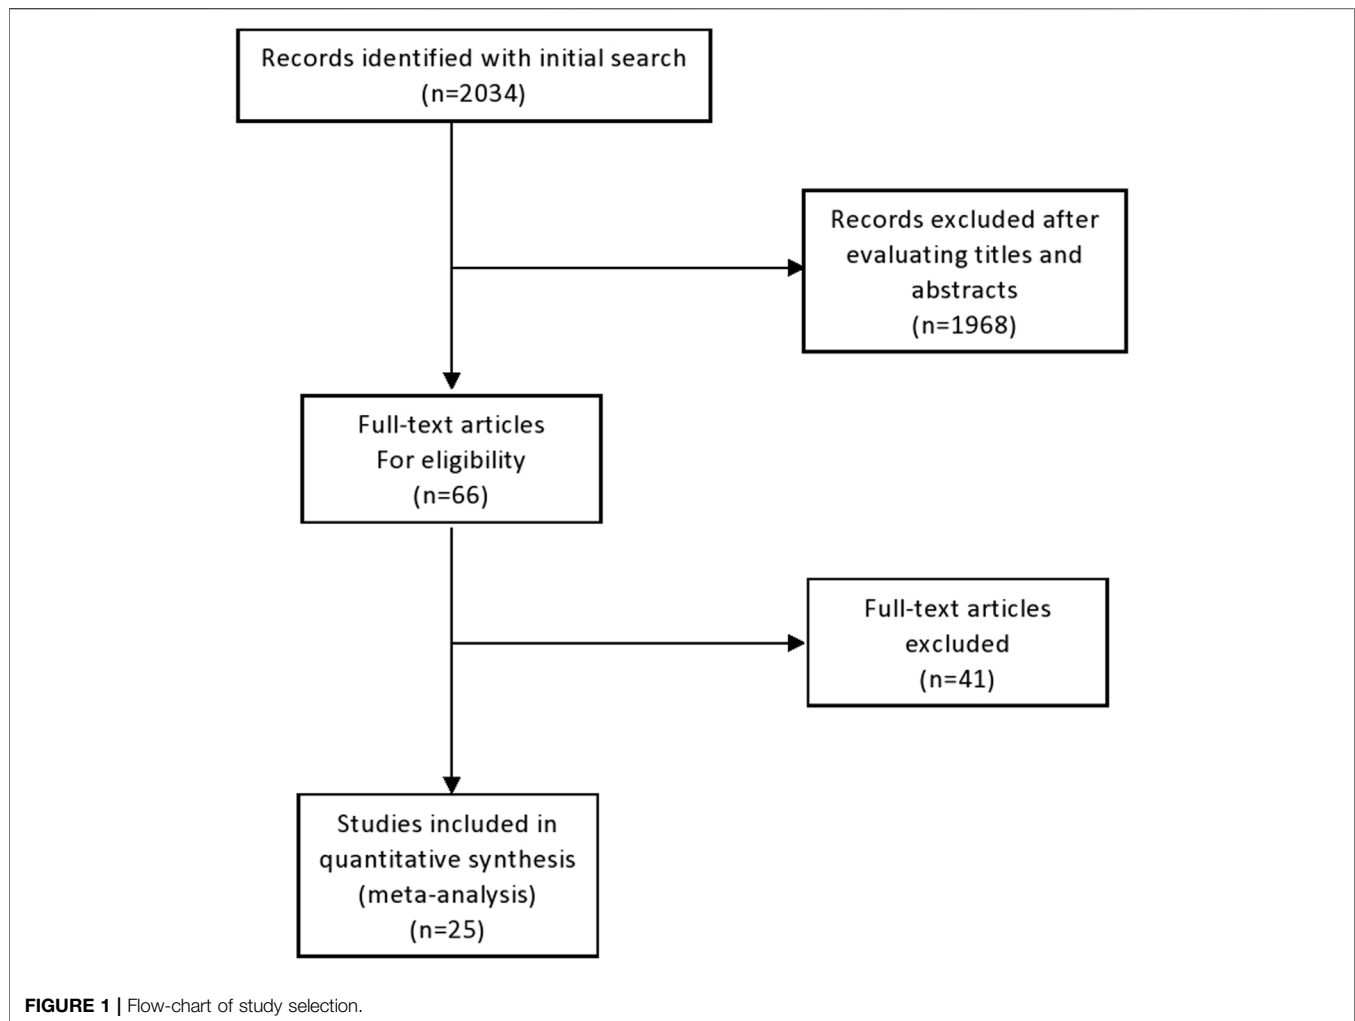 Records identified with initial search
(n=2034)
Records excluded after
evaluating titles and
abstracts
(n=1968)
Full-text articles
For eligibility
(n=66)
Full-text articles
excluded
(n=41)
Studies included in
quantitative synthesis
(meta-analysis)
(n=25)
FIGURE 1 | Flow-chart of study selection.